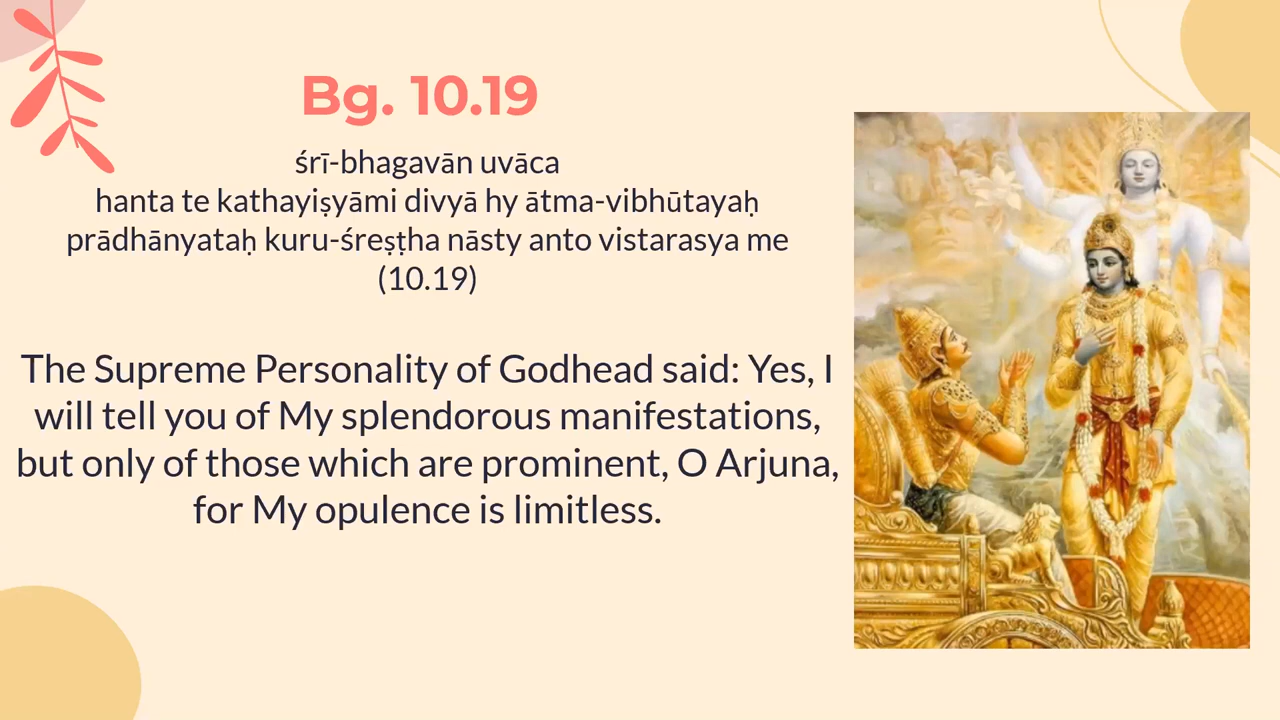 Bg. 10.19
śrī-bhagavān uvāca
hanta te kathayiṣyāmi divyā hy ātma-vibhūtayaḥ
prādhānyataḥ kuru-śreṣṭha nāsty anto vistarasya me
(10.19)
The Supreme Personality of Godhead said: Yes, I
will tell you of My splendorous manifestations,
but only of those which are prominent, O Arjuna,
for My opulence is limitless.